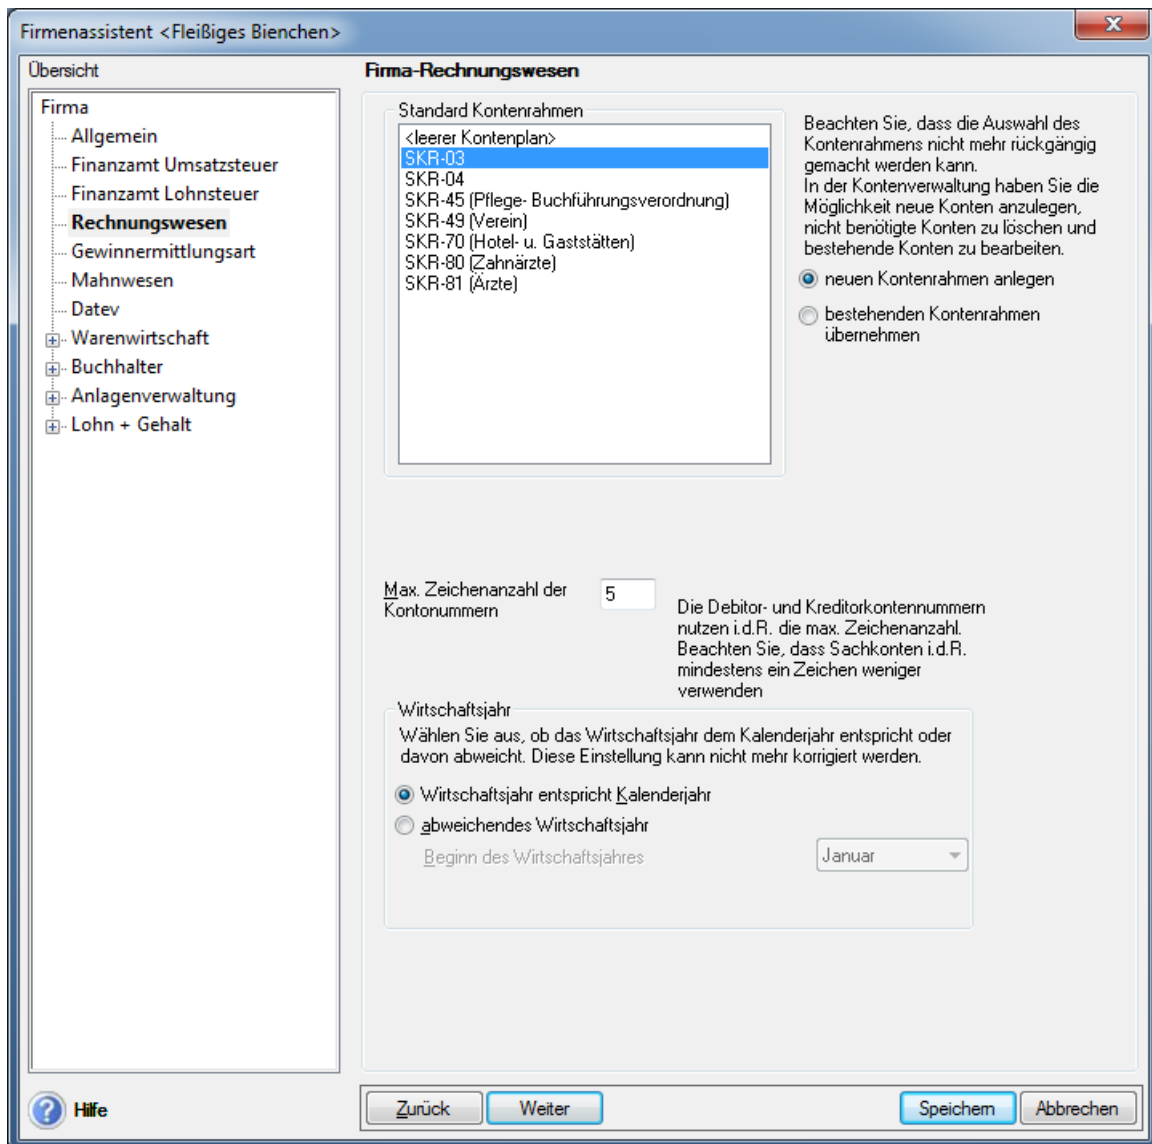 Firmenassistent <Fleißiges Bienchen>
Übersicht
Firma
Allgemein
Finanzamt Umsatzsteuer
Finanzamt Lohnsteuer
Rechnungswesen
Gewinnermittlungsart
Mahnwesen
Datev
Warenwirtschaft
Buchhalter
Anlagenverwaltung
Lohn + Gehalt
Firma-Rechnungswesen
Standard Kontenrahmen
<leerer Kontenplan>
SKR-03
SKR-04
SKR-45 (Pflege- Buchführungsverordnung)
SKR-49 (Verein)
SKR-70 (Hotel- u. Gaststätten)
SKR-80 (Zahnärzte)
SKR-81 (Ärzte)
Beachten Sie, dass die Auswahl des
Kontenrahmens nicht mehr rückgängig
gemacht werden kann.
In der Kontenverwaltung haben Sie die
Möglichkeit neue Konten anzulegen,
nicht benötigte Konten zu löschen und
bestehende Konten zu bearbeiten.
neuen Kontenrahmen anlegen
bestehenden Kontenrahmen
übernehmen
Max. Zeichenanzahl der
Kontonummern
5
Die Debitor- und Kreditorkontennummern
nutzen i.d.R. die max. Zeichenanzahl.
Beachten Sie, dass Sachkonten i.d.R.
mindestens ein Zeichen weniger
verwenden
Wirtschaftsjahr
Wählen Sie aus, ob das Wirtschaftsjahr dem Kalenderjahr entspricht oder
davon abweicht. Diese Einstellung kann nicht mehr korrigiert werden.
Wirtschaftsjahr entspricht Kalenderjahr
abweichendes Wirtschaftsjahr
Beginn des Wirtschaftsjahres
Januar
Hilfe
Zurück
Weiter
Speichern
Abbrechen